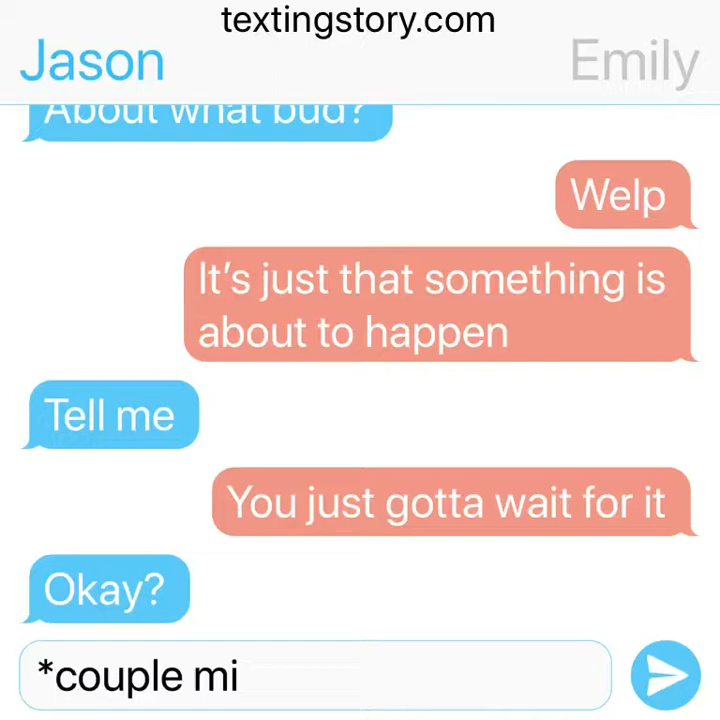 textingstory.com
Jason
Emily
About what bud?
Welp
It's just that something is
about to happen
Tell me
You just gotta wait for it
Okay?
*couple mi